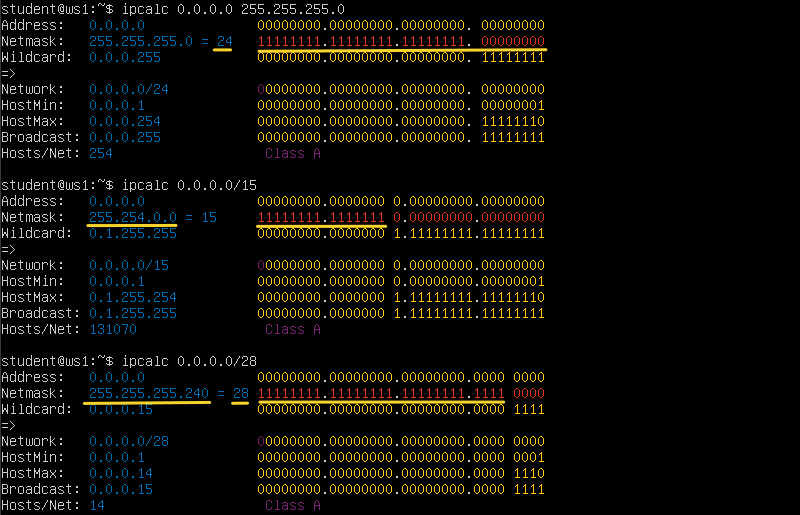 student@ws1:~$ ipcalc 0.0.0.0 255.255.255.0
Address: 0.0.0.0 00000000.00000000.00000000. 00000000
Netmask: 255.255.255.0 = 24 11111111.11111111.11111111. 00000000
Wildcard: 0.0.0.255 00000000.00000000.00000000. 11111111
=>
Network: 0.0.0.0/24 00000000.00000000.00000000. 00000000
HostMin: 0.0.0.1 00000000.00000000.00000000. 00000001
HostMax: 0.0.0.254 00000000.00000000.00000000. 11111110
Broadcast: 0.0.0.255 00000000.00000000.00000000. 11111111
Hosts/Net: 254 Class A
student@ws1:~$ ipcalc 0.0.0.0/15
Address: 0.0.0.0 00000000.0000000 0.00000000.00000000
Netmask: 255.254.0.0 = 15 11111111.1111111 0.00000000.00000000
Wildcard: 0.1.255.255 00000000.0000000 1.11111111.11111111
=>
Network: 0.0.0.0/15 00000000.0000000 0.00000000.00000000
HostMin: 0.0.0.1 00000000.0000000 0.00000000.00000001
HostMax: 0.1.255.254 00000000.0000000 1.11111111.11111110
Broadcast: 0.1.255.255 00000000.0000000 1.11111111.11111111
Hosts/Net: 131070 Class A
student@ws1:~$ ipcalc 0.0.0.0/28
Address: 0.0.0.0 00000000.00000000.00000000.0000 0000
Netmask: 255.255.255.240 = 28 11111111.11111111.11111111.1111 0000
Wildcard: 0.0.0.15 00000000.00000000.00000000.0000 1111
=>
Network: 0.0.0.0/28 00000000.00000000.00000000.0000 0000
HostMin: 0.0.0.1 00000000.00000000.00000000.0000 0001
HostMax: 0.0.0.14 00000000.00000000.00000000.0000 1110
Broadcast: 0.0.0.15 00000000.00000000.00000000.0000 1111
Hosts/Net: 14 Class A